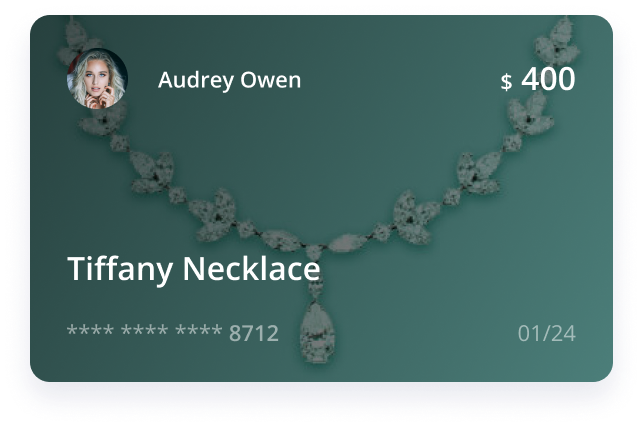 Audrey Owen
$ 400
Tiffany Necklace
**** **** **** 8712
01/24